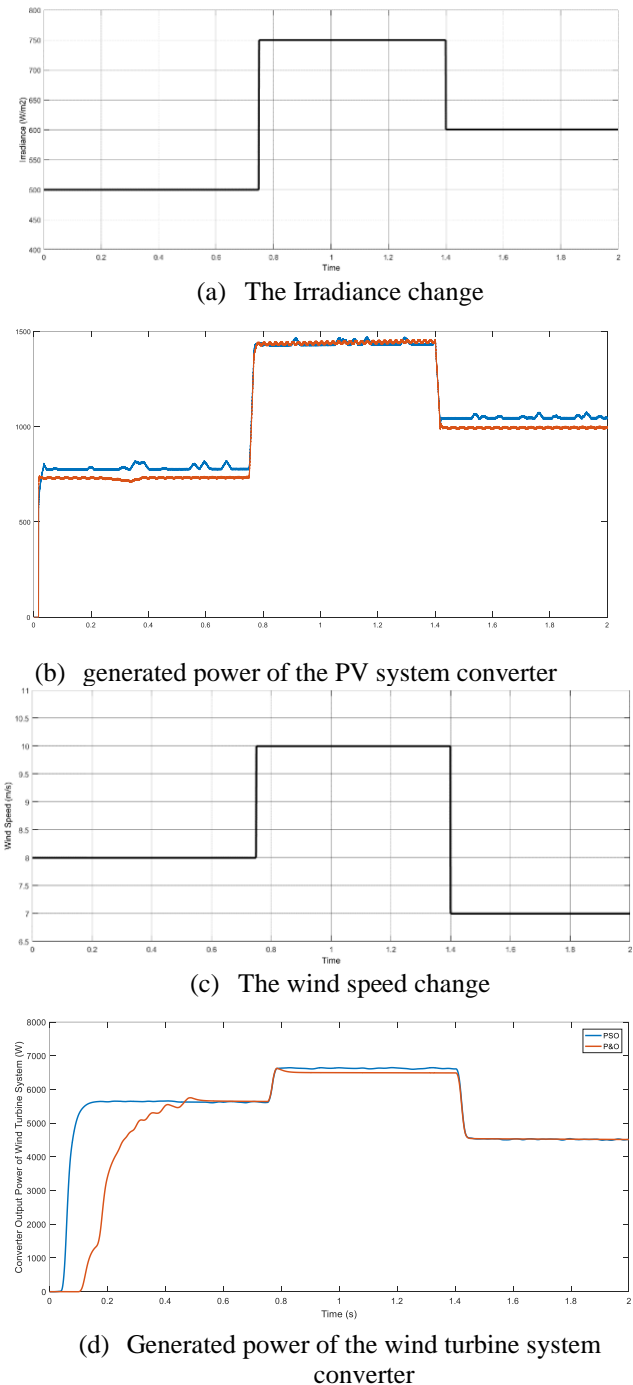 800
750
700
650
600
550
500
450
400
Irradiance (W/m2)
0 0.2 0.4 0.6 0.8 1 1.2 1.4 1.6 1.8 2
Time
(a) The Irradiance change
1500
1000
500
0
0 0.2 0.4 0.6 0.8 1 1.2 1.4 1.6 1.8 2
(b) generated power of the PV system converter
11
10.5
10
9.5
9
8.5
8
7.5
7
6.5
Wind Speed (m/s)
0 0.2 0.4 0.6 0.8 1 1.2 1.4 1.6 1.8 2
Time
(c) The wind speed change
8000
7000
6000
5000
4000
3000
2000
1000
0
Converter Output Power of Wind Turbine System (W)
PSO
P&O
0 0.2 0.4 0.6 0.8 1 1.2 1.4 1.6 1.8 2
Time (s)
(d) Generated power of the wind turbine system
converter